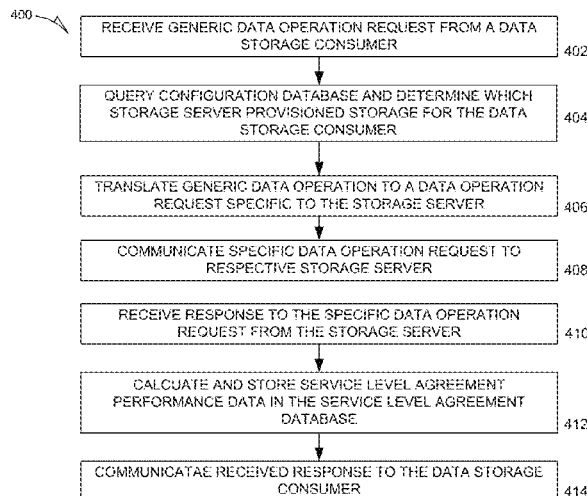 400
RECEIVE GENERIC DATA OPERATION REQUEST FROM A DATA
STORAGE CONSUMER
402
QUERY CONFIGURATION DATABASE AND DETERMINE WHICH
STORAGE SERVER PROVISIONED STORAGE FOR THE DATA
STORAGE CONSUMER
404
TRANSLATE GENERIC DATA OPERATION TO A DATA OPERATION
REQUEST SPECIFIC TO THE STORAGE SERVER
406
COMMUNICATE SPECIFIC DATA OPERATION REQUEST TO
RESPECTIVE STORAGE SERVER
408
RECEIVE RESPONSE TO THE SPECIFIC DATA OPERATION
REQUEST FROM THE STORAGE SERVER
410
CALCUATE AND STORE SERVICE LEVEL AGREEMENT
PERFORMANCE DATA IN THE SERVICE LEVEL AGREEMENT
DATABASE
412
COMMUNICATAE RECEIVED RESPONSE TO THE DATA STORAGE
CONSUMER
414